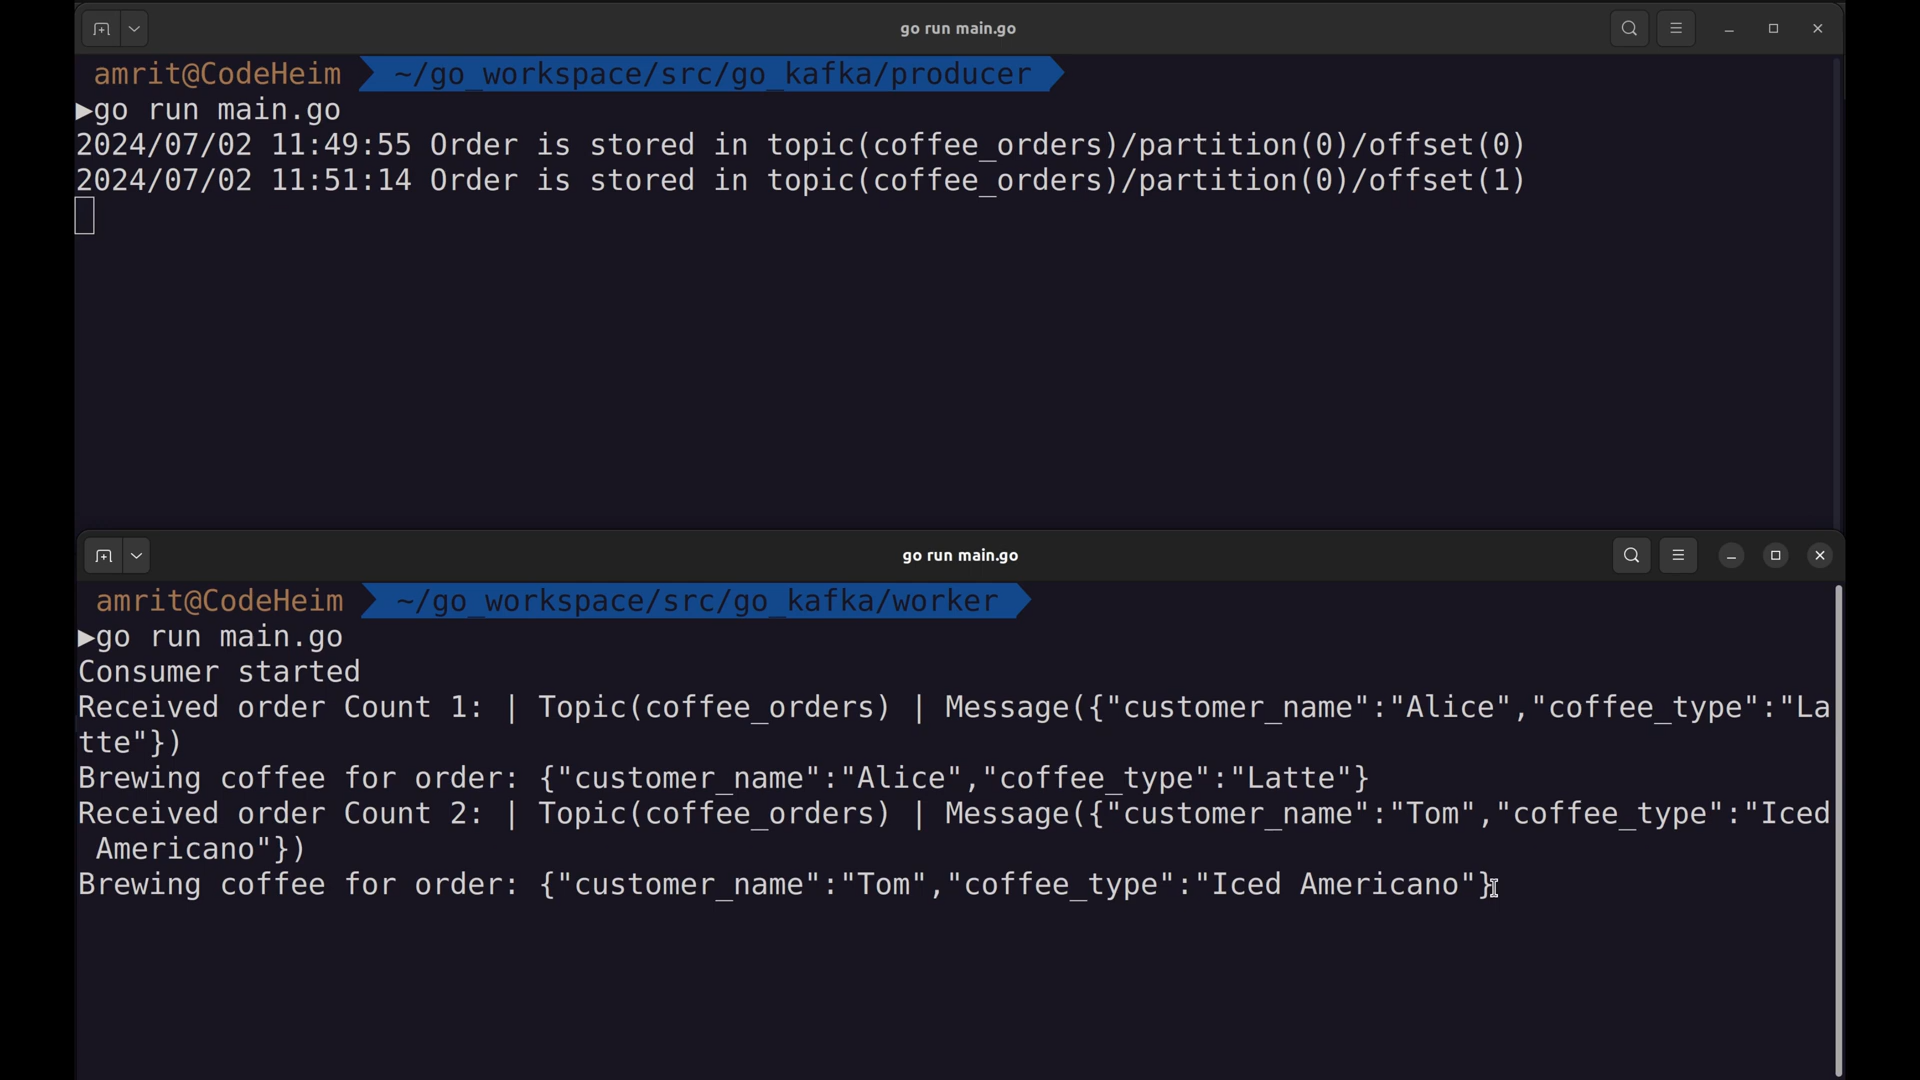 go run main.go
amrit@CodeHeim ~/go_workspace/src/go_kafka/producer
▶go run main.go
2024/07/02 11:49:55 Order is stored in topic(coffee_orders)/partition(0)/offset(0)
2024/07/02 11:51:14 Order is stored in topic(coffee_orders)/partition(0)/offset(1)
go run main.go
amrit@CodeHeim ~/go_workspace/src/go_kafka/worker
▶go run main.go
Consumer started
Received order Count 1: | Topic(coffee_orders) | Message({"customer_name":"Alice","coffee_type":"La
tte"})
Brewing coffee for order: {"customer_name":"Alice","coffee_type":"Latte"}
Received order Count 2: | Topic(coffee_orders) | Message({"customer_name":"Tom","coffee_type":"Iced
 Americano"})
Brewing coffee for order: {"customer_name":"Tom","coffee_type":"Iced Americano"}